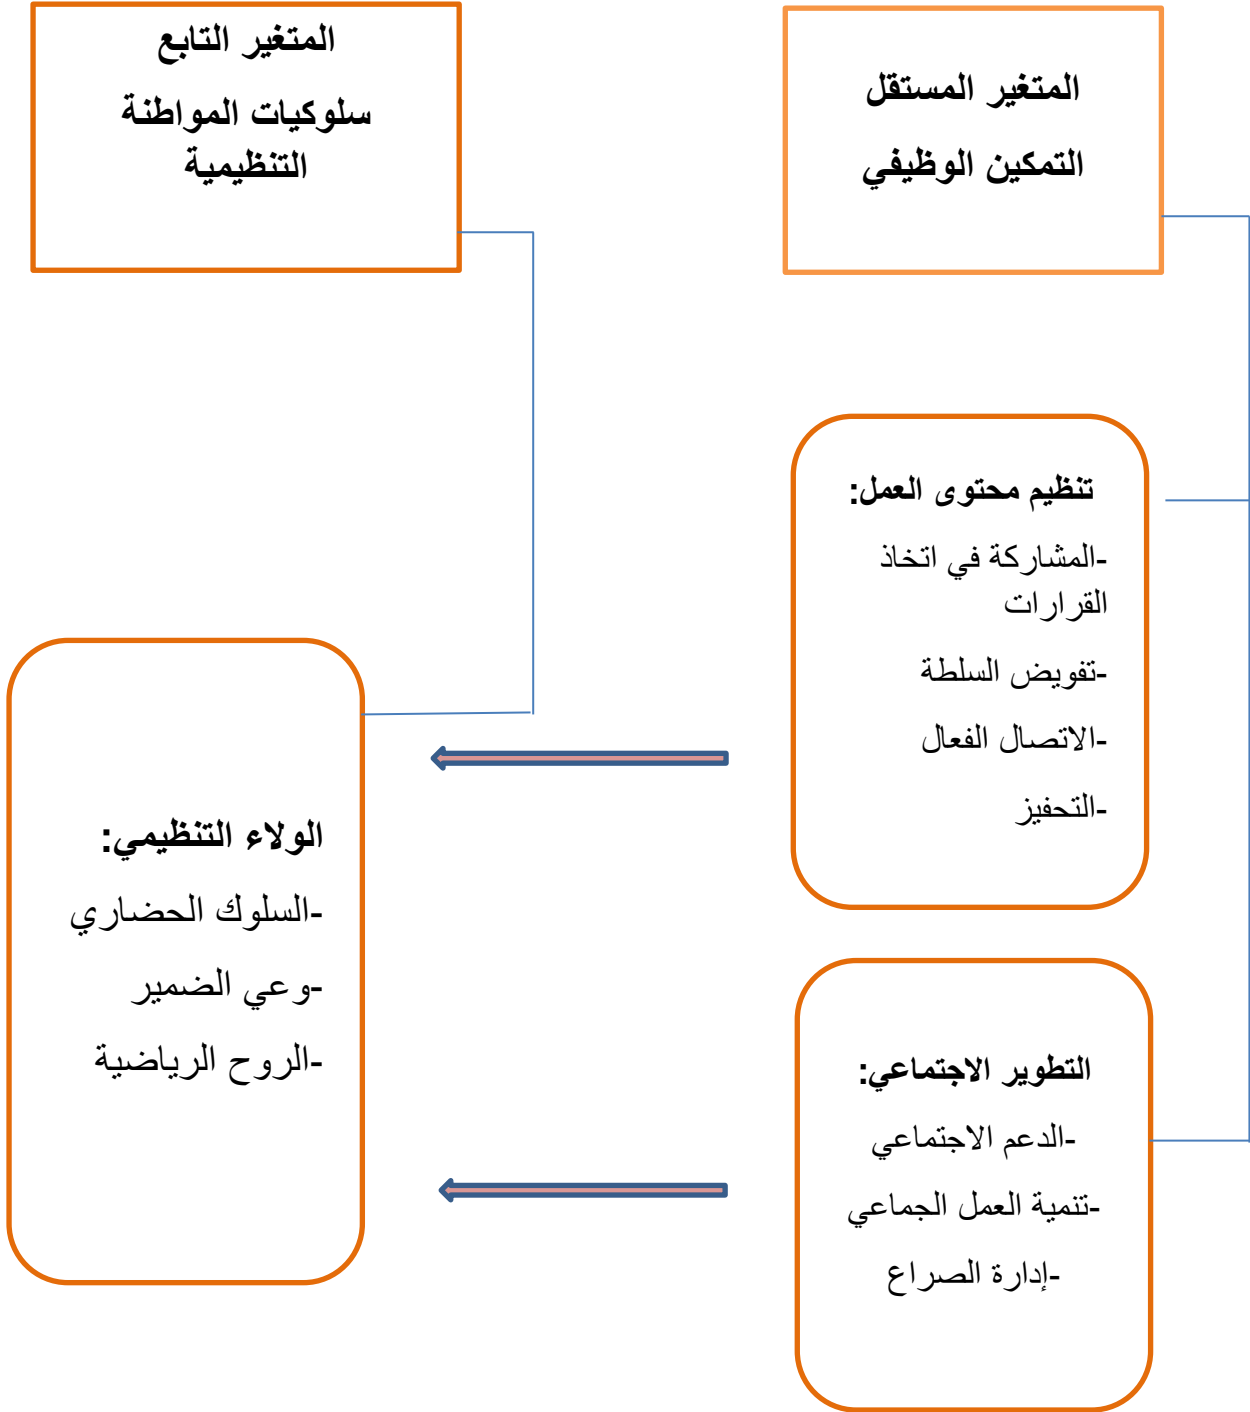 المتغير المستقل
التمكين الوظيفي
المتغير التابع
سلوكيات المواطنة
التنظيمية
تنظيم محتوى العمل:
-المشاركة في اتخاذ
القرارات
-تفويض السلطة
-الاتصال الفعال
-التحفيز
التطوير الاجتماعي:
-الدعم الاجتماعي
-تنمية العمل الجماعي
-إدارة الصراع
الولاء التنظيمي:
-السلوك الحضاري
-وعي الضمير
-الروح الرياضية